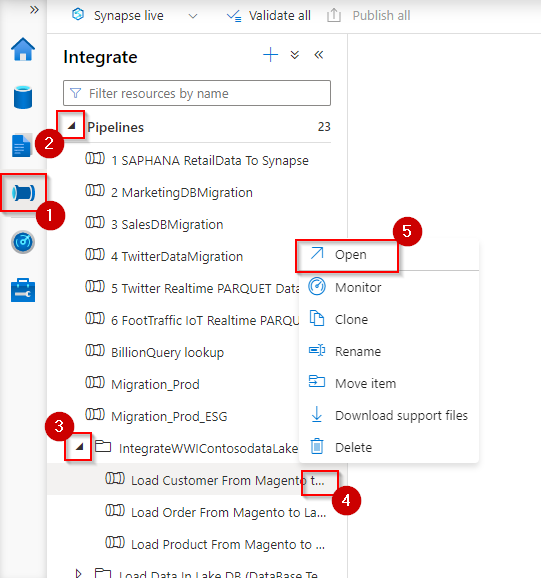 Synapse live
Validate all
Publish all
Integrate
Filter resources by name
2
Pipelines 23
1 SAPHANA RetailData To Synapse
2 MarketingDBMigration
1
3 SalesDBMigration
5
4 TwitterDataMigration
Open
5 Twitter Realtime PARQUET Data
Monitor
6 FootTraffic IoT Realtime PARQU
Clone
BillionQuery lookup
Rename
Migration_Prod
Move item
Migration_Prod_ESG
Download support files
3
IntegrateWWIContosodataLake
Delete
Load Customer From Magento t...
4
Load Order From Magento to La...
Load Product From Magento to ...
Load Data In Lake DB (DataBase Te